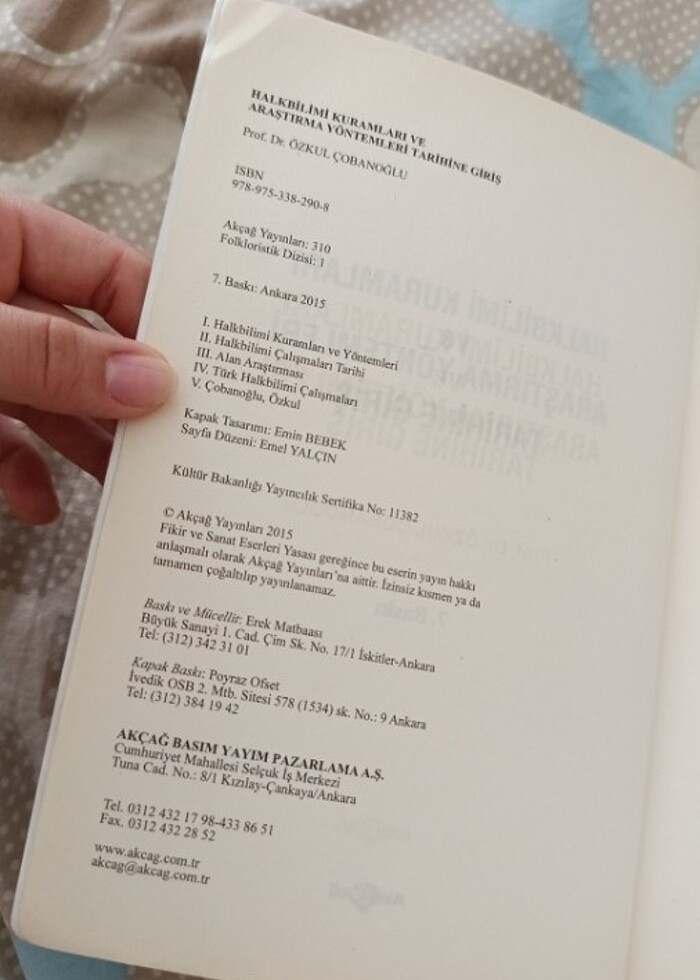 HALKBİLİMİ KURAMLARI VE
ARAŞTIRMA YÖNTEMLERİ TARİHİNE GİRİŞ
Prof. Dr. ÖZKUL ÇOBANOĞLU
ISBN
978-975-338-290-8
Akçağ Yayınları: 310
Folkloristik Dizisi: 1
7. Baskı: Ankara 2015
I. Halkbilimi Kuramları ve Yöntemleri
II. Halkbilimi Çalışmaları Tarihi
III. Alan Araştırması
IV. Türk Halkbilimi Çalışmaları
V. Çobanoğlu, Özkul
Kapak Tasarımı: Emin BEBEK
Sayfa Düzeni: Emel YALÇIN
Kültür Bakanlığı Yayıncılık Sertifika No: 11382
© Akçağ Yayınları 2015
Fikir ve Sanat Eserleri Yasası gereğince bu eserin yayın hakkı
anlaşmalı olarak Akçağ Yayınları'na aittir. İzinsiz kısmen ya da
tamamen çoğaltılıp yayınlanamaz.
Baskı ve Mücellit: Erek Matbaası
Büyük Sanayi 1. Cad. Çim Sk. No. 17/1 İskitler-Ankara
Tel: (312) 342 31 01
Kapak Baskı: Poyraz Ofset
İvedik OSB 2. Mtb. Sitesi 578 (1534) sk. No.: 9 Ankara
Tel: (312) 384 19 42
AKÇAĞ BASIM YAYIM PAZARLAMA A.Ş.
Cumhuriyet Mahallesi Selçuk İş Merkezi
Tuna Cad. No.: 8/1 Kızılay-Çankaya/Ankara
Tel. 0312 432 17 98-433 86 51
Fax. 0312 432 28 52
www.akcag.com.tr
akcag@akcag.com.tr